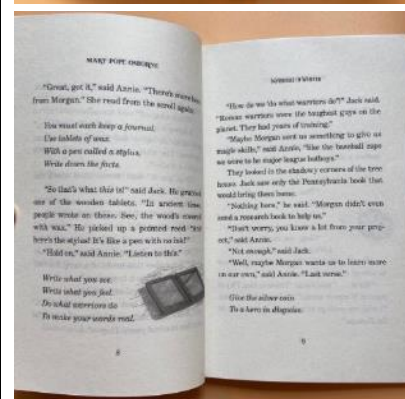 MARY POPE OSBORNE
"Great, got it," said Annie. "There's more here
from Morgan." She read from the scroll again:
You must each keep a journal.
Use tablets of wax.
With a pen called a stylus,
Write down the facts.
"So that's what this is!" said Jack. He grabbed
one of the wooden tablets. "In ancient times,
people wrote on these. See, the wood's coated
with wax." He picked up a pointed reed "and
here's the stylus! It's like a pen with no ink!"
"Hold on," said Annie. "Listen to this."
Write what you see.
Write what you feel.
Do what warriors do
To make your words real.
8
"How do we 'do what warriors do'?" Jack said.
"Roman warriors were the toughest guys on the
planet. They had years of training."
"Maybe Morgan sent us something to give us
magic skills," said Annie, "like the baseball caps
we wore to be major league batboys."
They looked in the shadowy corners of the tree
house. Jack saw only the Pennsylvania book that
would bring them home.
"Nothing here," he said. "Morgan didn't even
send a research book to help us."
"Don't worry, you know a lot from your proj-
ect," said Annie.
"Not enough," said Jack.
"Well, maybe Morgan wants us to learn more
on our own," said Annie. "Last verse."
Give the silver coin
To a hero in disguise.
9